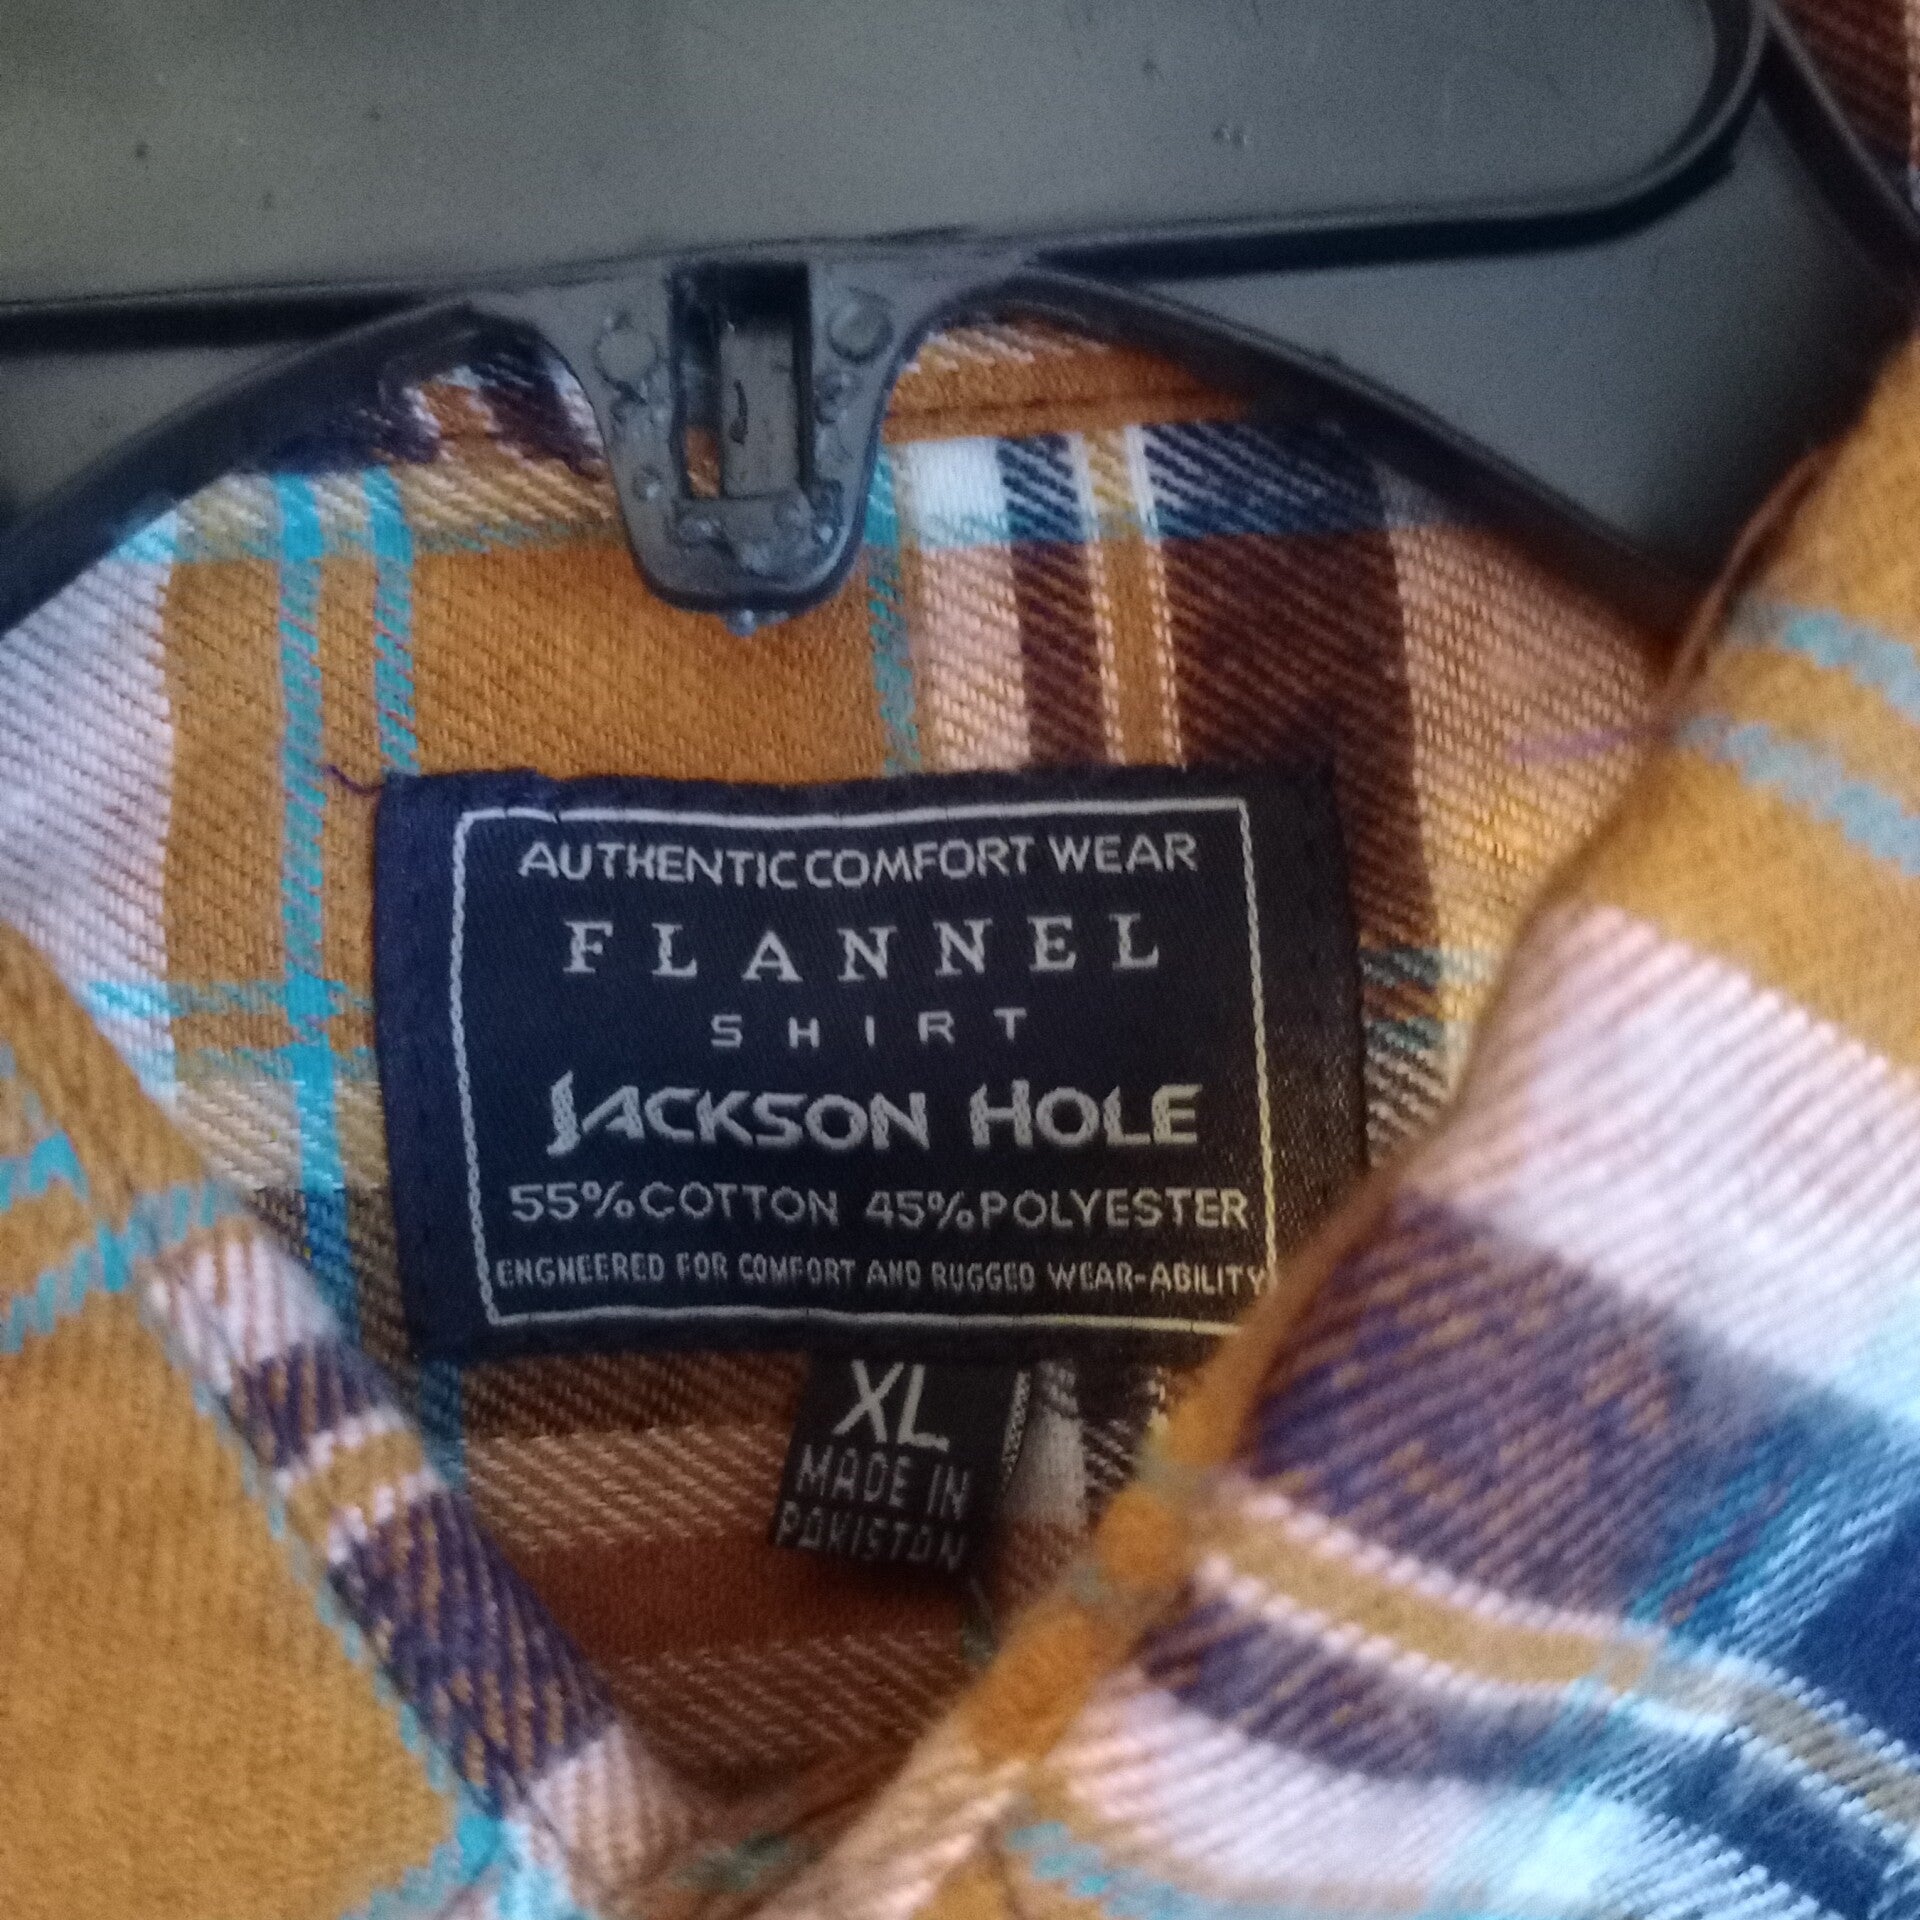 AUTHENTIC COMFORT WEAR
FLANNEL
SHIRT
JACKSON HOLE
55% COTTON 45% POLYESTER
ENGNEERED FOR COMFORT AND RUGGED WEAR-ABILITY
XL
MADE IN
PAKISTAN